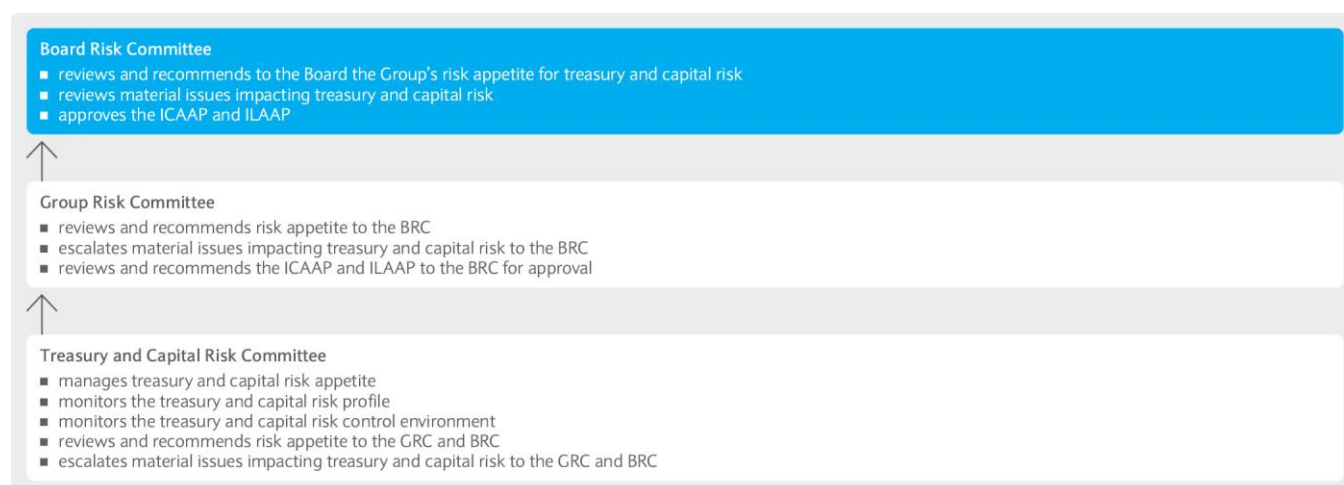 Board Risk Committee
■ reviews and recommends to the Board the Group's risk appetite for treasury and capital risk
■ reviews material issues impacting treasury and capital risk
■ approves the ICAAP and ILAAP
Group Risk Committee
■ reviews and recommends risk appetite to the BRC
■ escalates material issues impacting treasury and capital risk to the BRC
■ reviews and recommends the ICAAP and ILAAP to the BRC for approval
Treasury and Capital Risk Committee
■ manages treasury and capital risk appetite
■ monitors the treasury and capital risk profile
■ monitors the treasury and capital risk control environment
■ reviews and recommends risk appetite to the GRC and BRC
■ escalates material issues impacting treasury and capital risk to the GRC and BRC